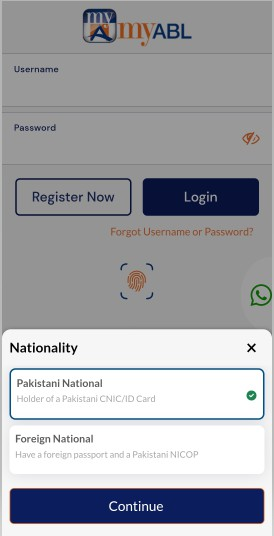 my
myABL
Username
Password
Register Now
Login
Forgot Username or Password?
Nationality
Pakistani National
Holder of a Pakistani CNIC/ID Card
Foreign National
Have a foreign passport and a Pakistani NICOP
Continue